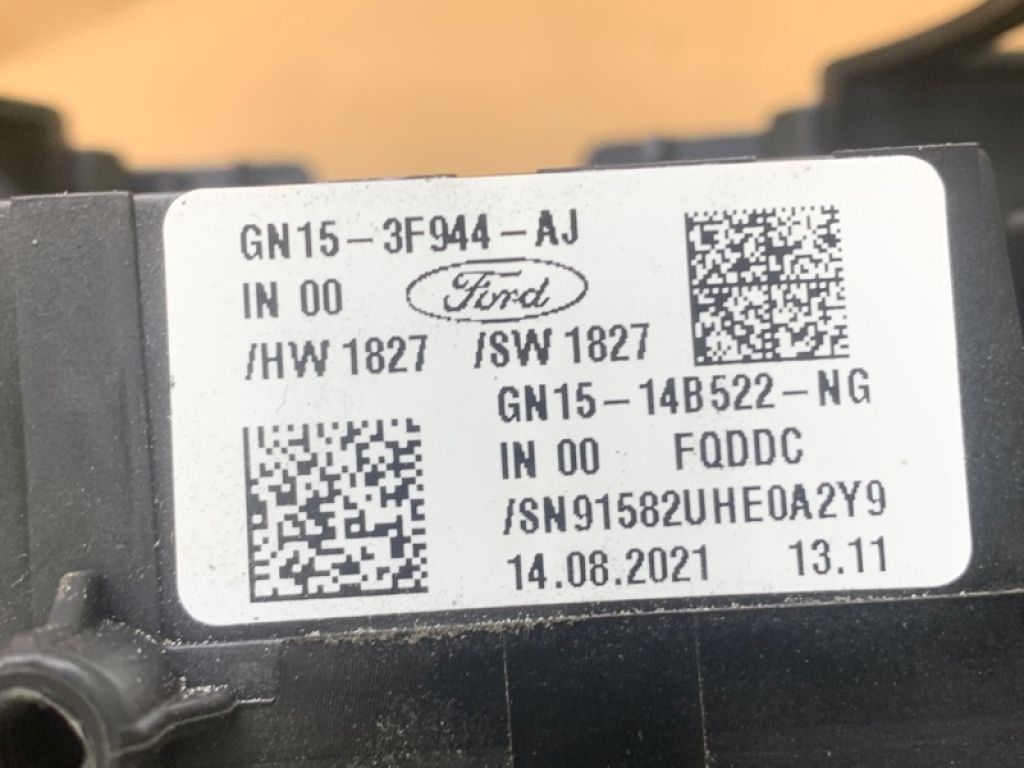 GN15-3F944-AJ
IN 00 Ford
/HW 1827 /SW 1827
GN15-14B522-NG
IN 00 FQDDC
/SN91582UHE0A2Y9
14.08.2021 13.11